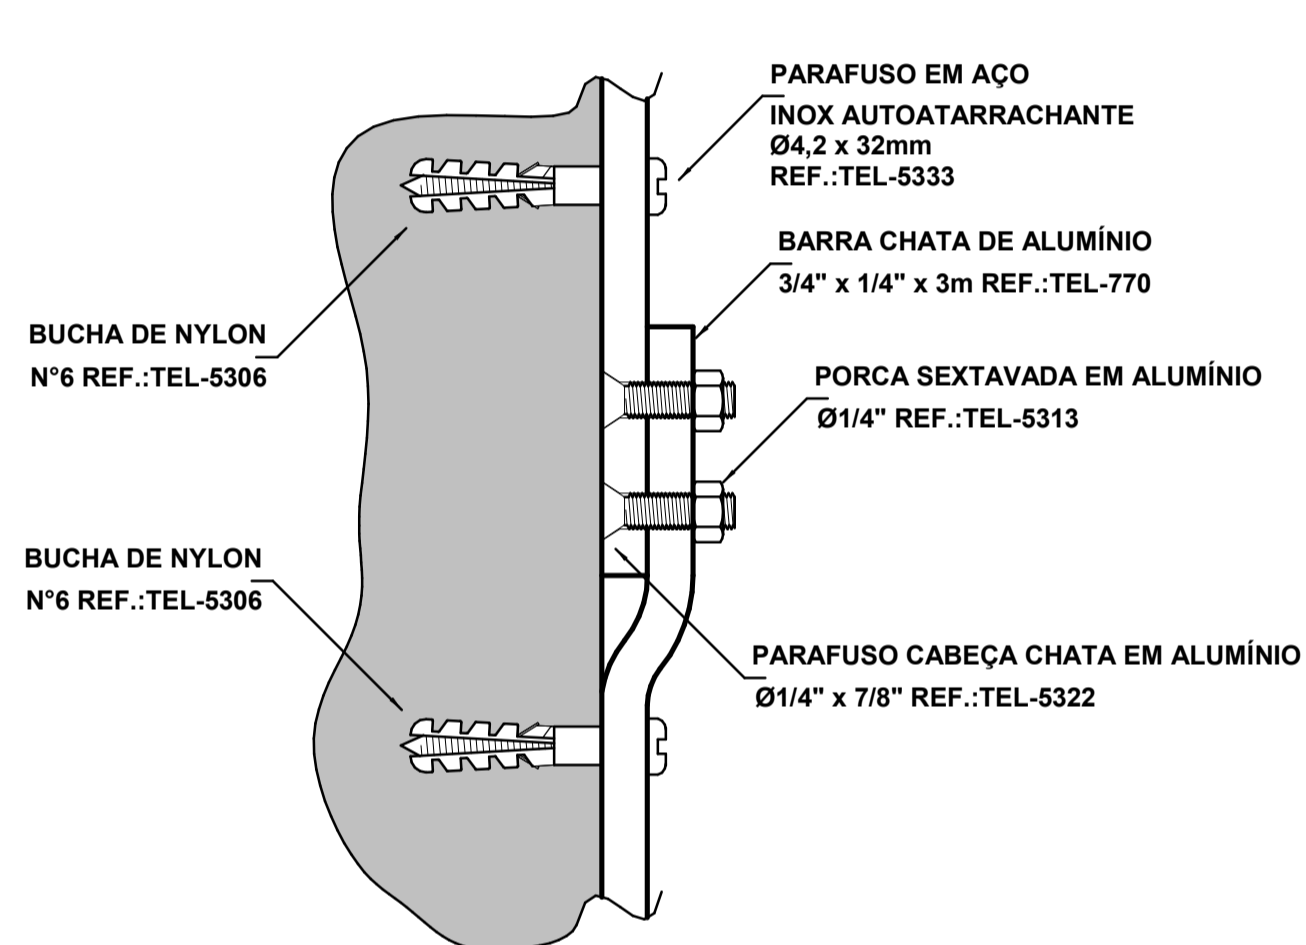 PARAFUSO EM AÇO
INOX AUTOATARRACHANTE
Ø4,2 x 32mm
REF.:TEL-5333
BARRA CHATA DE ALUMÍNIO
3/4" x 1/4" x 3m REF.:TEL-770
BUCHA DE NYLON
N°6 REF.:TEL-5306
PORCA SEXTAVADA EM ALUMÍNIO
Ø1/4" REF.:TEL-5313
BUCHA DE NYLON
N°6 REF.:TEL-5306
PARAFUSO CABEÇA CHATA EM ALUMÍNIO
Ø1/4" x 7/8" REF.:TEL-5322